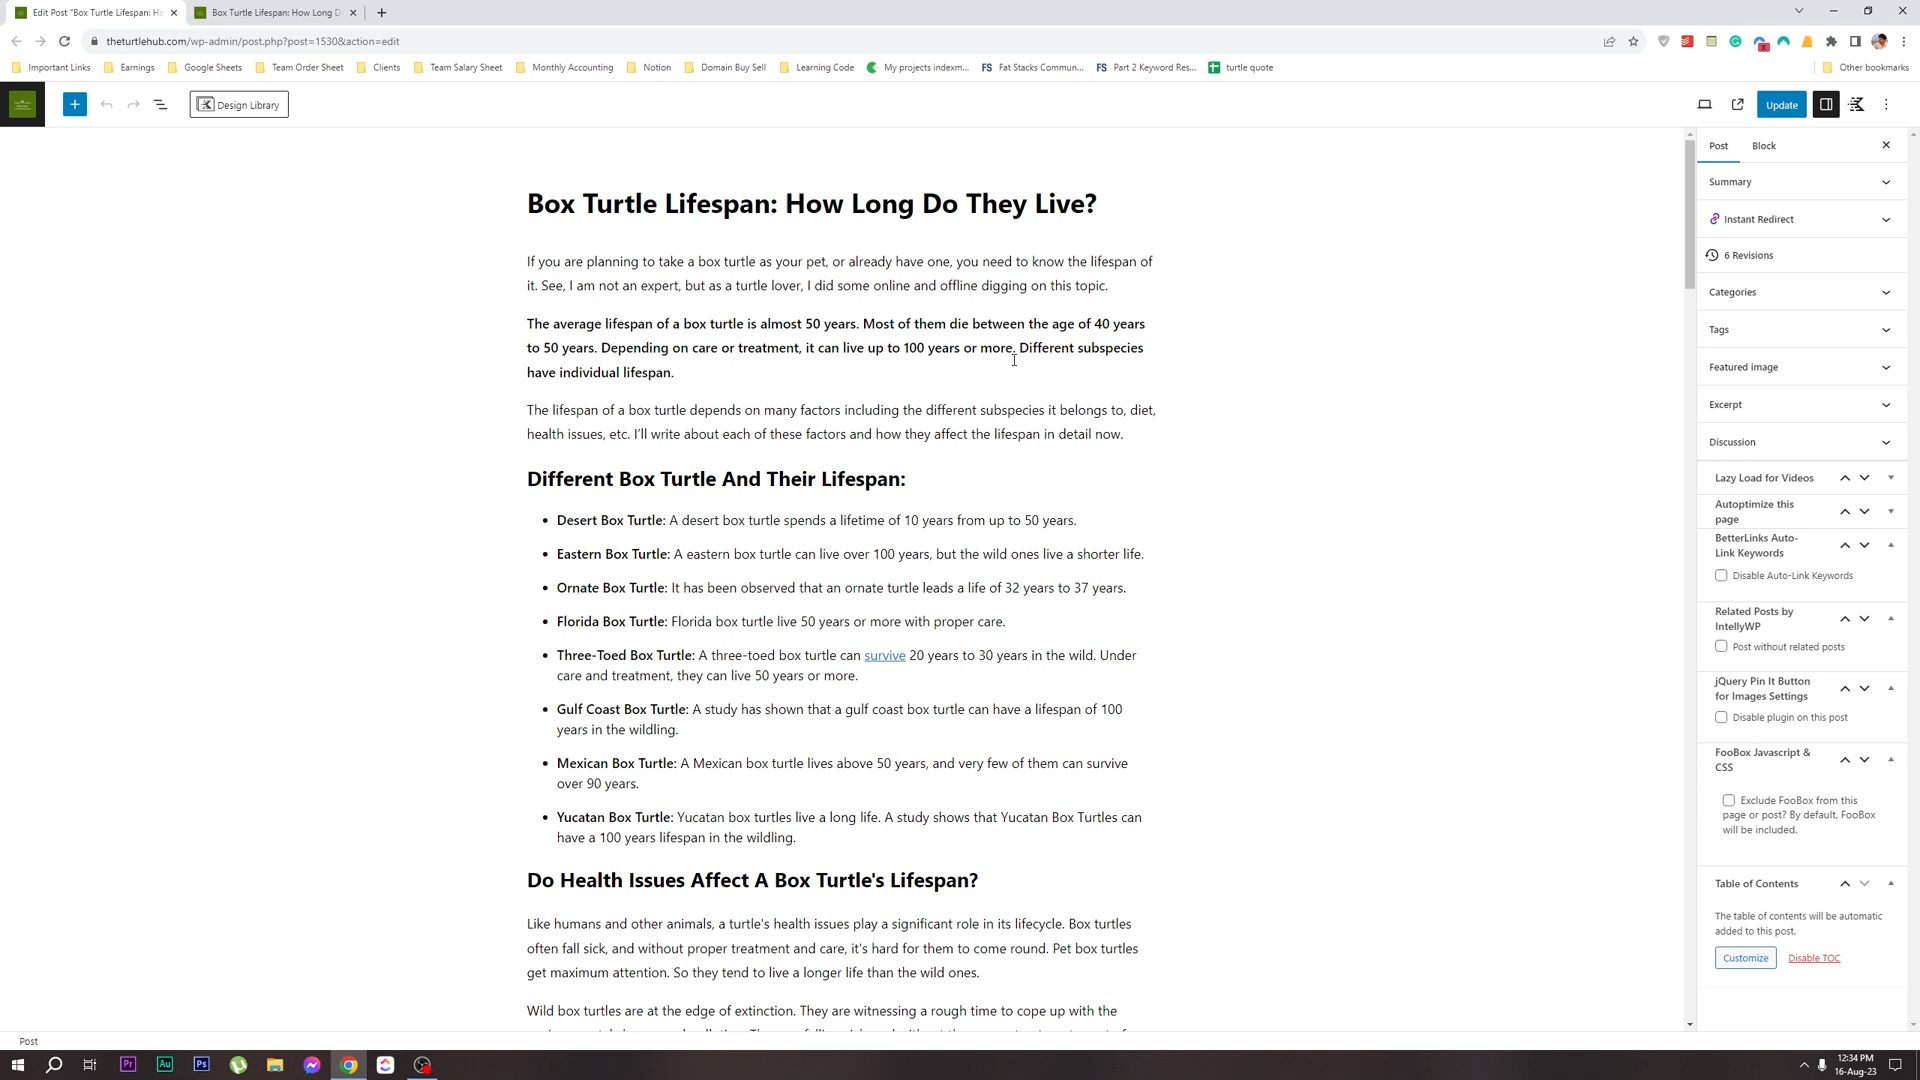 Edit Post "Box Turtle Lifespan: Ho
Box Turtle Lifespan: How Long D
theturtlehub.com/wp-admin/post.php?post=1530&action=edit
Important Links
Earnings
Google Sheets
Team Order Sheet
Clients
Team Salary Sheet
Monthly Accounting
Notion
Domain Buy Sell
Learning Code
My projects indexm...
FS Fat Stacks Commun...
FS Part 2 Keyword Res...
turtle quote
Other bookmarks
Design Library
Update
Post
Block
Box Turtle Lifespan: How Long Do They Live?
If you are planning to take a box turtle as your pet, or already have one, you need to know the lifespan of
it. See, I am not an expert, but as a turtle lover, I did some online and offline digging on this topic.
The average lifespan of a box turtle is almost 50 years. Most of them die between the age of 40 years
to 50 years. Depending on care or treatment, it can live up to 100 years or more. Different subspecies
have individual lifespan.
The lifespan of a box turtle depends on many factors including the different subspecies it belongs to, diet,
health issues, etc. I'll write about each of these factors and how they affect the lifespan in detail now.
Different Box Turtle And Their Lifespan:
• Desert Box Turtle: A desert box turtle spends a lifetime of 10 years from up to 50 years.
• Eastern Box Turtle: A eastern box turtle can live over 100 years, but the wild ones live a shorter life.
• Ornate Box Turtle: It has been observed that an ornate turtle leads a life of 32 years to 37 years.
• Florida Box Turtle: Florida box turtle live 50 years or more with proper care.
• Three-Toed Box Turtle: A three-toed box turtle can survive 20 years to 30 years in the wild. Under
care and treatment, they can live 50 years or more.
• Gulf Coast Box Turtle: A study has shown that a gulf coast box turtle can have a lifespan of 100
years in the wildling.
• Mexican Box Turtle: A Mexican box turtle lives above 50 years, and very few of them can survive
over 90 years.
• Yucatan Box Turtle: Yucatan box turtles live a long life. A study shows that Yucatan Box Turtles can
have a 100 years lifespan in the wildling.
Do Health Issues Affect A Box Turtle's Lifespan?
Like humans and other animals, a turtle's health issues play a significant role in its lifecycle. Box turtles
often fall sick, and without proper treatment and care, it's hard for them to come round. Pet box turtles
get maximum attention. So they tend to live a longer life than the wild ones.
Wild box turtles are at the edge of extinction. They are witnessing a rough time to cope up with the
Summary
Instant Redirect
6 Revisions
Categories
Tags
Featured image
Excerpt
Discussion
Lazy Load for Videos
Autoptimize this
page
BetterLinks Auto-
Link Keywords
Disable Auto-Link Keywords
Related Posts by
IntellyWP
Post without related posts
jQuery Pin It Button
for Images Settings
Disable plugin on this post
FooBox Javascript &
CSS
Exclude FooBox from this
page or post? By default, FooBox
will be included.
Table of Contents
The table of contents will be automatic
added to this post.
Customize
Disable TOC
Post
Pr
Au
Ps
12:34 PM
16-Aug-23